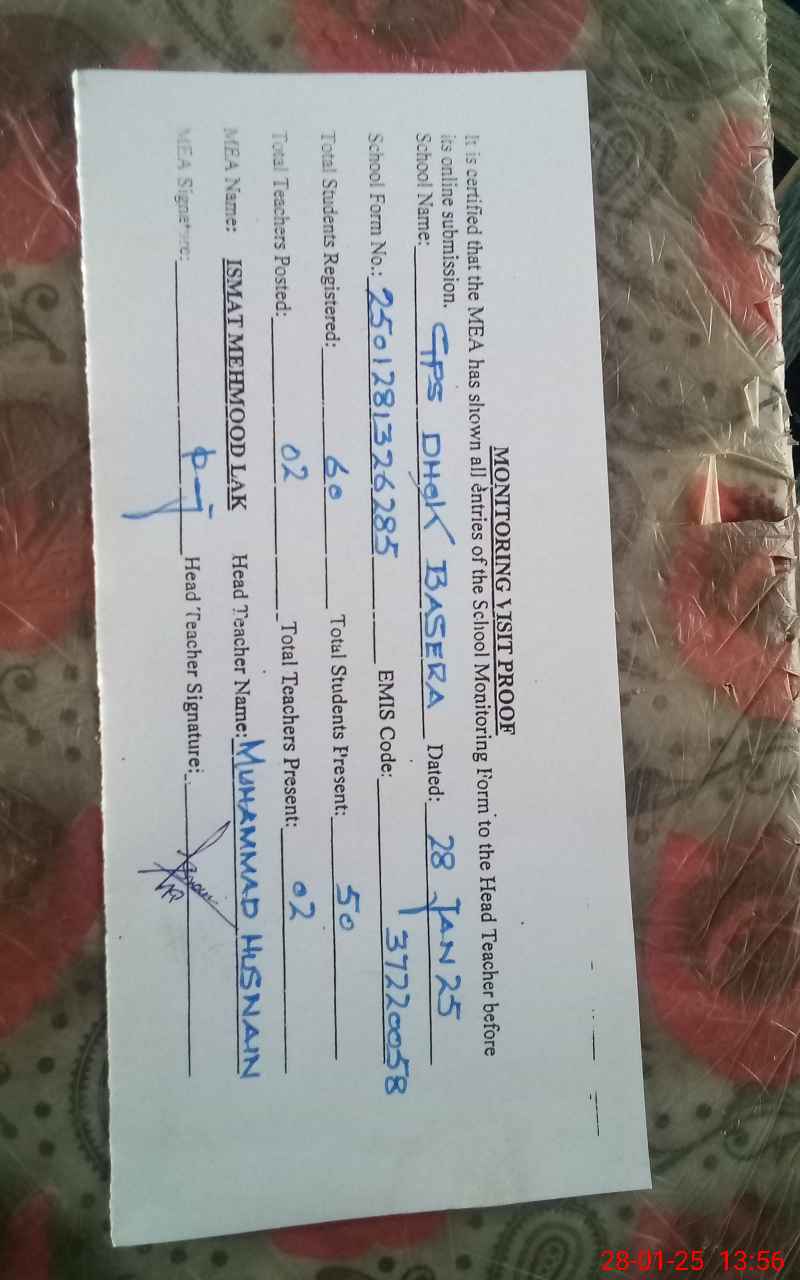 MONITORING VISIT PROOF
It is certified that the MEA has shown all entries of the School Monitoring Form to the Head Teacher before
its online submission.
School Name: GPS DHOK BASERA Dated: 28 JAN 25
School Form No.: 2501281326285 EMIS Code: 37220058
Total Students Registered: 60 Total Students Present: 50
Total Teachers Posted: 02 Total Teachers Present: 02
MEA Name: ISMAT MEHMOOD LAK Head Teacher Name: MUHAMMAD HUSNAIN
MEA Signature: Head Teacher Signature:
28-01-25 13:56